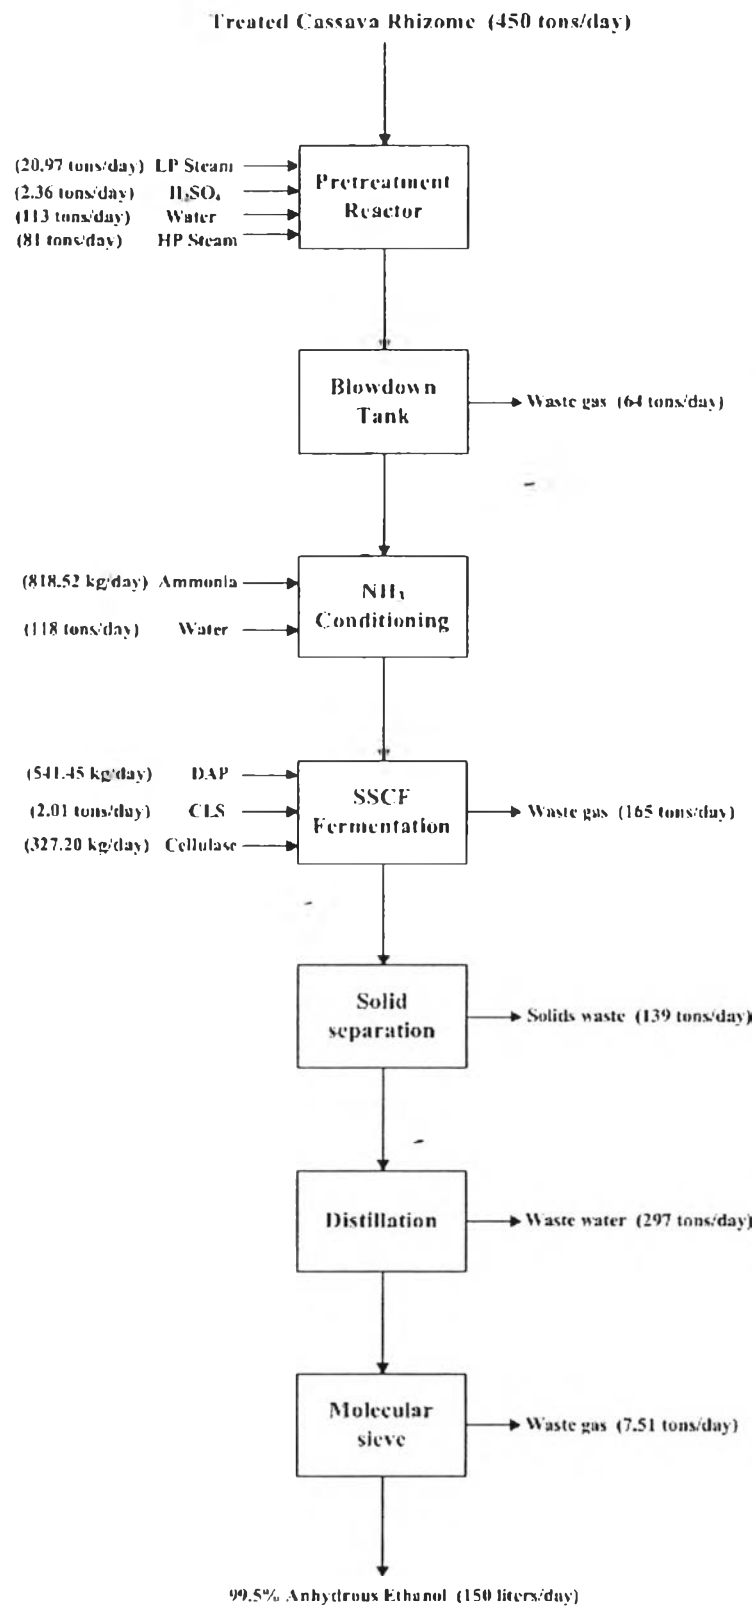 Treated Cassava Rhizome (450 tons/day)
(20.97 tons/day) LP Steam
(2.36 tons/day) H₂SO₄
(113 tons/day) Water
(81 tons/day) HP Steam
Pretreatment
Reactor
Blowdown
Tank
Waste gas (64 tons/day)
(818.52 kg/day) Ammonia
(118 tons/day) Water
NH₃
Conditioning
(541.45 kg/day) DAP
(2.01 tons/day) CLS
(327.20 kg/day) Cellulase
SSCF
Fermentation
Waste gas (165 tons/day)
Solid
separation
Solids waste (139 tons/day)
Distillation
Waste water (297 tons/day)
Molecular
sieve
Waste gas (7.51 tons/day)
99.5% Anhydrous Ethanol (150 liters/day)